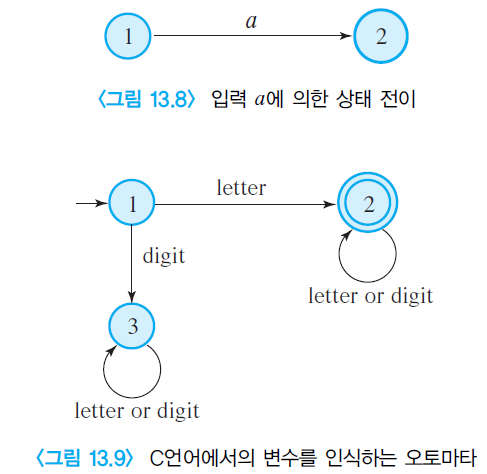 a
1
2
〈그림 13.8〉 입력 a에 의한 상태 전이
letter
1
2
digit
letter or digit
3
letter or digit
〈그림 13.9〉 C언어에서의 변수를 인식하는 오토마타